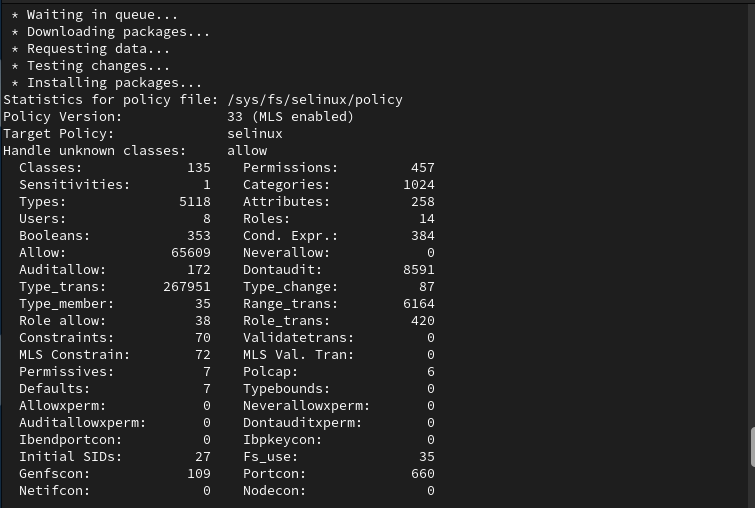 * Waiting in queue...
* Downloading packages...
* Requesting data...
* Testing changes...
* Installing packages...
Statistics for policy file: /sys/fs/selinux/policy
Policy Version: 33 (MLS enabled)
Target Policy: selinux
Handle unknown classes: allow
Classes: 135 Permissions: 457
Sensitivities: 1 Categories: 1024
Types: 5118 Attributes: 258
Users: 8 Roles: 14
Booleans: 353 Cond. Expr.: 384
Allow: 65609 Neverallow: 0
Auditallow: 172 Dontaudit: 8591
Type_trans: 267951 Type_change: 87
Type_member: 35 Range_trans: 6164
Role allow: 38 Role_trans: 420
Constraints: 70 Validatetrans: 0
MLS Constrain: 72 MLS Val. Tran: 0
Permissives: 7 Polcap: 6
Defaults: 7 Typebounds: 0
Allowxperm: 0 Neverallowxperm: 0
Auditallowxperm: 0 Dontauditxperm: 0
Ibendportcon: 0 Ibpkeycon: 0
Initial SIDs: 27 Fs_use: 35
Genfscon: 109 Portcon: 660
Netifcon: 0 Nodecon: 0